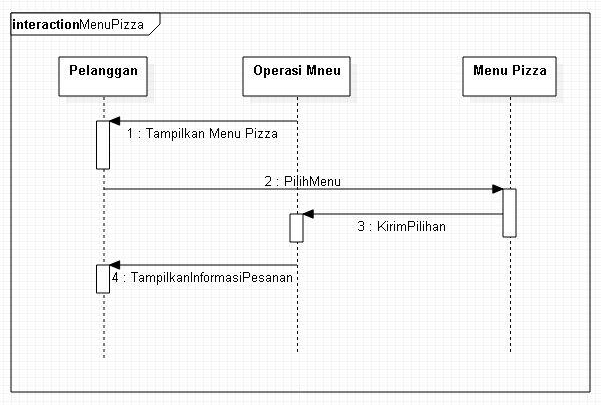 interactionMenuPizza
Pelanggan
Operasi Mneu
Menu Pizza
1 : Tampilkan Menu Pizza
2 : PilihMenu
3 : KirimPilihan
4 : TampilkanInformasiPesanan